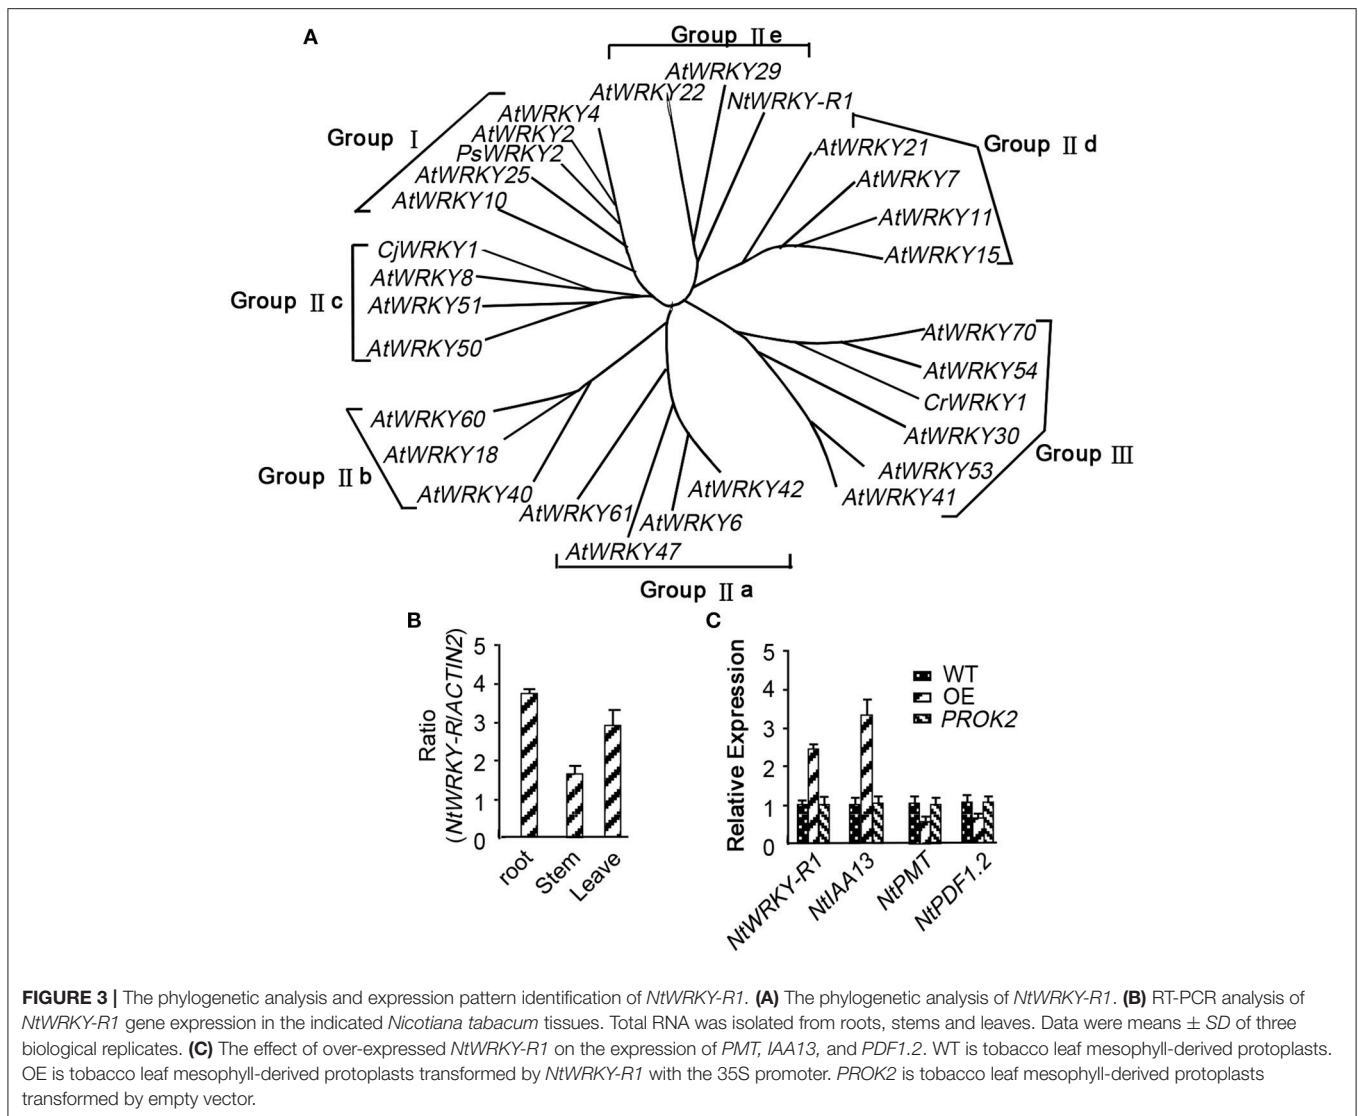 A
Group Ⅱ e
AtWRKY29
AtWRKY22
NtWRKY-R1
AtWRKY4
Group Ⅰ
AtWRKY2
PsWRKY2
AtWRKY21
Group Ⅱ d
AtWRKY25
AtWRKY7
AtWRKY10
AtWRKY11
CjWRKY1
AtWRKY15
AtWRKY8
Group Ⅱ c
AtWRKY51
AtWRKY70
AtWRKY50
AtWRKY54
CrWRKY1
AtWRKY60
AtWRKY30
AtWRKY18
Group Ⅲ
Group Ⅱ b
AtWRKY53
AtWRKY40
AtWRKY42
AtWRKY41
AtWRKY61
AtWRKY6
AtWRKY47
Group Ⅱ a
B
Ratio
(NtWRKY-R/ACTIN2)
5
4
3
2
1
0
root
Stem
Leave
C
Relative Expression
5
4
3
2
1
0
WT
OE
PROK2
NtWRKY-R1
NtIAA13
NtPMT
NtPDF1.2
FIGURE 3 | The phylogenetic analysis and expression pattern identification of NtWRKY-R1. (A) The phylogenetic analysis of NtWRKY-R1. (B) RT-PCR analysis of
NtWRKY-R1 gene expression in the indicated Nicotiana tabacum tissues. Total RNA was isolated from roots, stems and leaves. Data were means ± SD of three
biological replicates. (C) The effect of over-expressed NtWRKY-R1 on the expression of PMT, IAA13, and PDF1.2. WT is tobacco leaf mesophyll-derived protoplasts.
OE is tobacco leaf mesophyll-derived protoplasts transformed by NtWRKY-R1 with the 35S promoter. PROK2 is tobacco leaf mesophyll-derived protoplasts
transformed by empty vector.